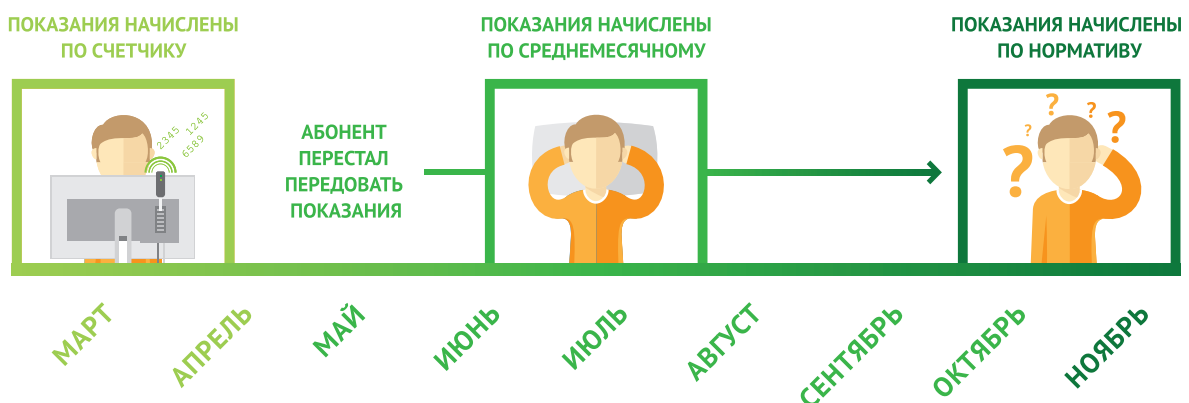 ПОКАЗАНИЯ НАЧИСЛЕНЫ
ПО СЧЕТЧИКУ
ПОКАЗАНИЯ НАЧИСЛЕНЫ
ПО СРЕДНЕМЕСЯЧНОМУ
ПОКАЗАНИЯ НАЧИСЛЕНЫ
ПО НОРМАТИВУ
2345 1245
6589
АБОНЕНТ
ПЕРЕСТАЛ
ПЕРЕДОВАТЬ
ПОКАЗАНИЯ
? ? ? ? ?
МАРТ
АПРЕЛЬ
МАЙ
ИЮНЬ
ИЮЛЬ
АВГУСТ
СЕНТЯБРЬ
ОКТЯБРЬ
НОЯБРЬ